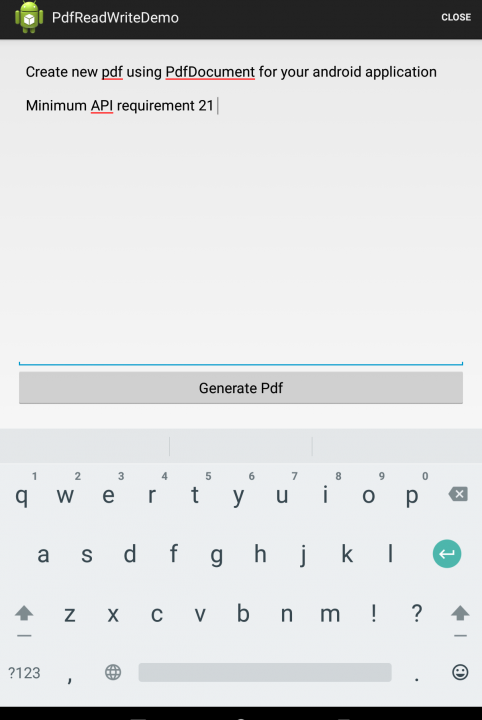 PdfReadWriteDemo CLOSE
Create new pdf using PdfDocument for your android application
Minimum API requirement 21
Generate Pdf
1 2 3 4 5 6 7 8 9 0
q w e r t y u i o p
a s d f g h j k l
z x c v b n m ! ?
?123 , .